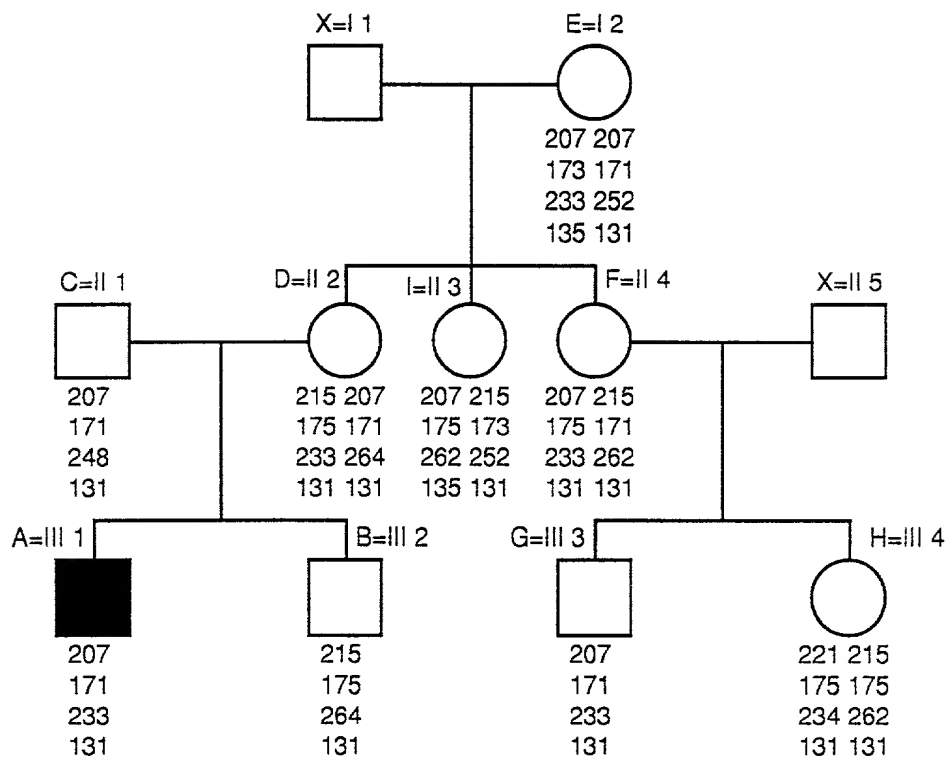 X=I 1 E=I 2
207 207
173 171
233 252
135 131
C=II 1 D=II 2 I=II 3 F=II 4 X=II 5
207 215 207 207 215 207 215
171 175 171 175 173 175 171
248 233 264 262 252 233 262
131 131 131 135 131 131 131
A=III 1 B=III 2 G=III 3 H=III 4
207 215 207 221 215
171 175 171 175 175
233 264 233 234 262
131 131 131 131 131